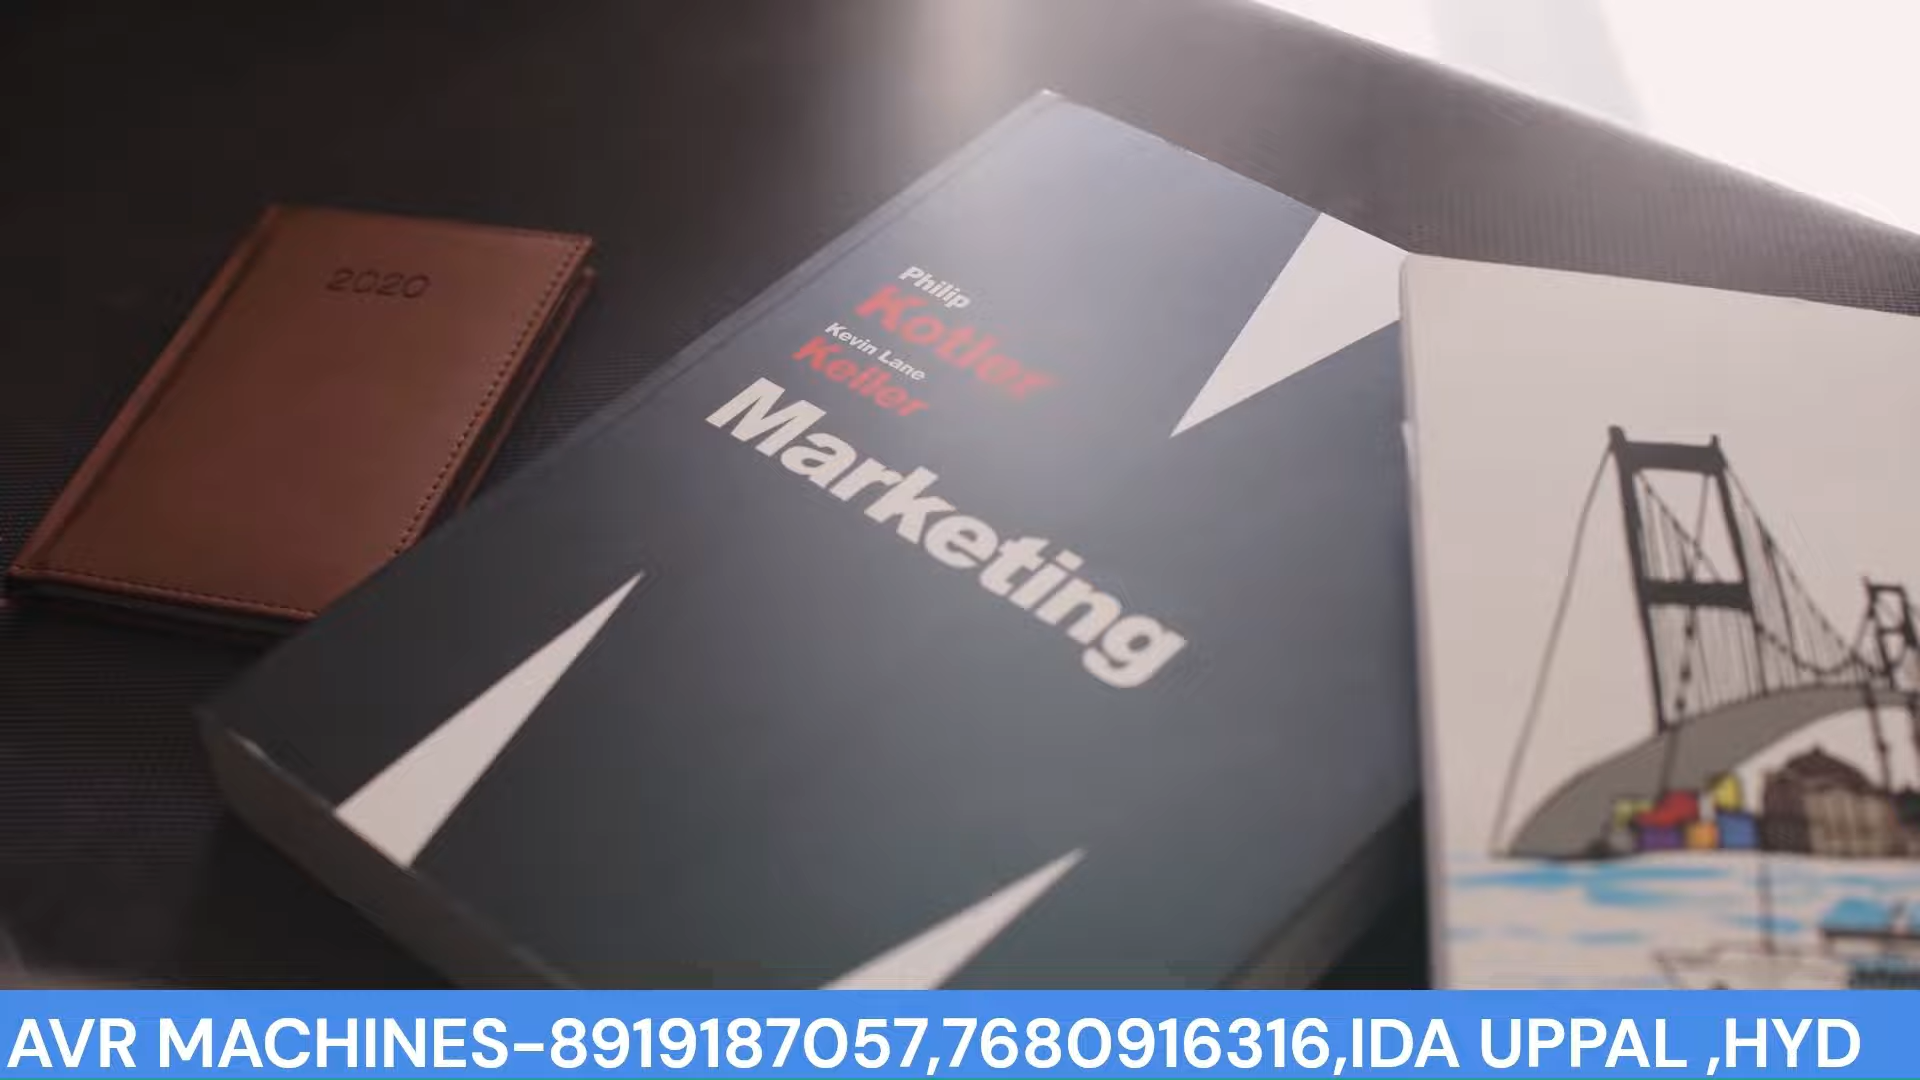 2020
Philip
Kotler
Kevin Lane
Keller
Marketing
AVR MACHINES-8919187057,7680916316,IDA UPPAL ,HYD